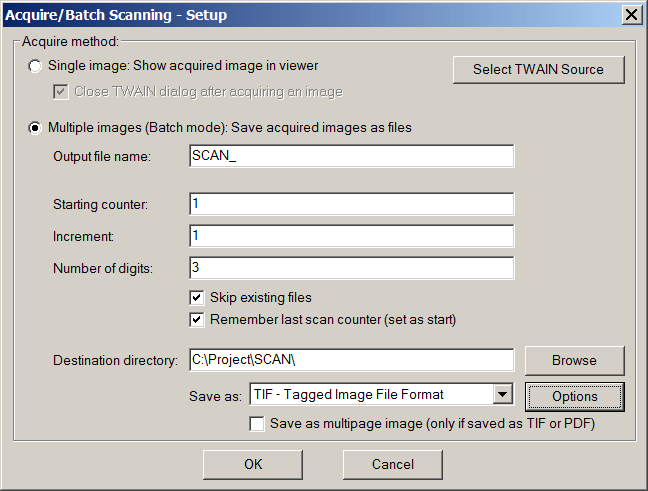 Acquire/Batch Scanning - Setup
Acquire method:
Single image: Show acquired image in viewer
Select TWAIN Source
Close TWAIN dialog after acquiring an image
Multiple images (Batch mode): Save acquired images as files
Output file name: SCAN_
Starting counter: 1
Increment: 1
Number of digits: 3
Skip existing files
Remember last scan counter (set as start)
Destination directory: C:\Project\SCAN\ Browse
Save as: TIF - Tagged Image File Format Options
Save as multipage image (only if saved as TIF or PDF)
OK Cancel